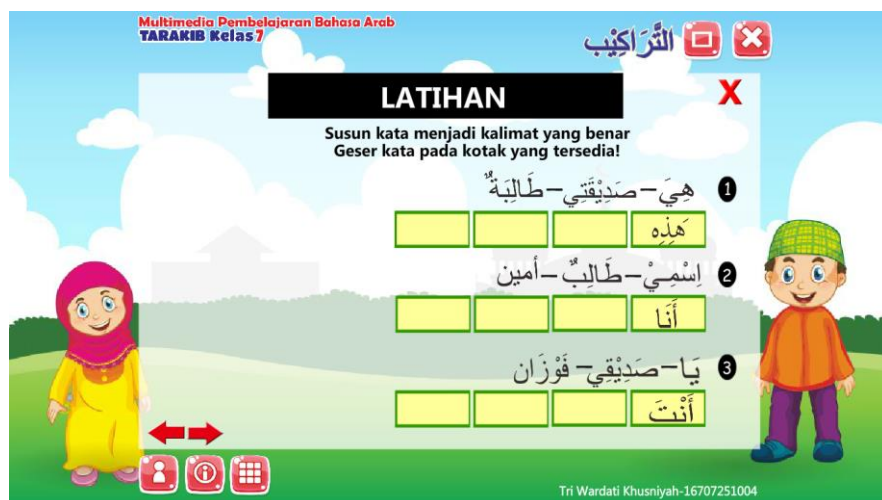 Multimedia Pembelajaran Bahasa Arab
TARAKIB Kelas 7
التَّرَاكِيْب
LATIHAN
X
Susun kata menjadi kalimat yang benar
Geser kata pada kotak yang tersedia!
1 هِيَ – صَدِيْقَتِي – طَالِبَةٌ
هَذِهِ
2 اِسْمِيْ – طَالِبٌ – أمين
أَنَا
3 يَا – صَدِيْقِي – فَوْزَان
أَنْتَ
Tri Wardati Khusniyah-16707251004